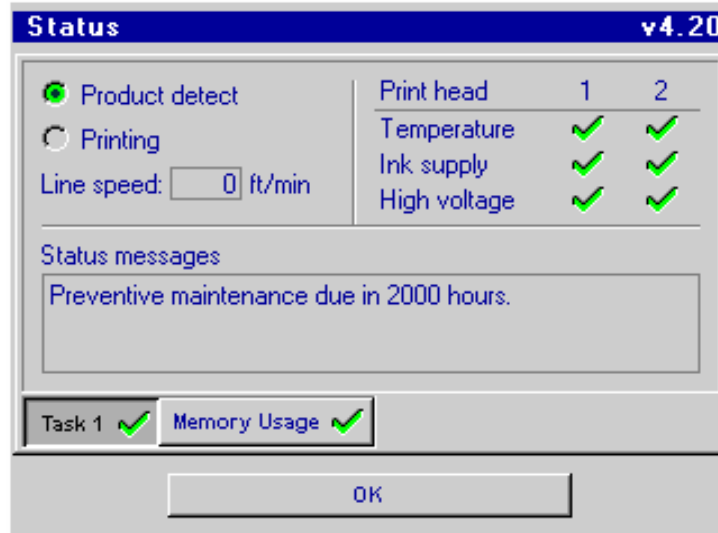 Status v4.20
Product detect
Printing
Line speed: 0 ft/min
Print head 1 2
Temperature
Ink supply
High voltage
Status messages
Preventive maintenance due in 2000 hours.
Task 1 Memory Usage
OK